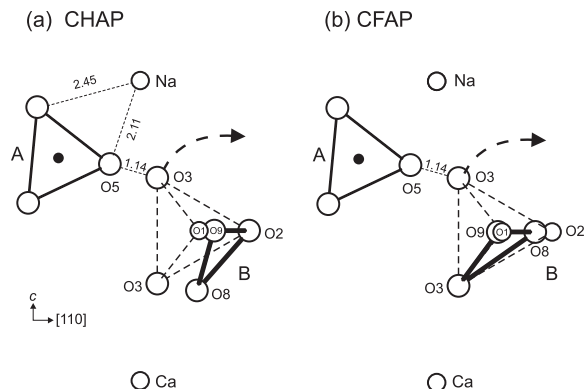 (a) CHAP
2.45
Na
2.11
A
1.14
O5
O3
O1
O9
O2
B
O3
O8
c
[110]
Ca
(b) CFAP
Na
A
1.14
O5
O3
O9
O1
O2
O8
B
O3
Ca